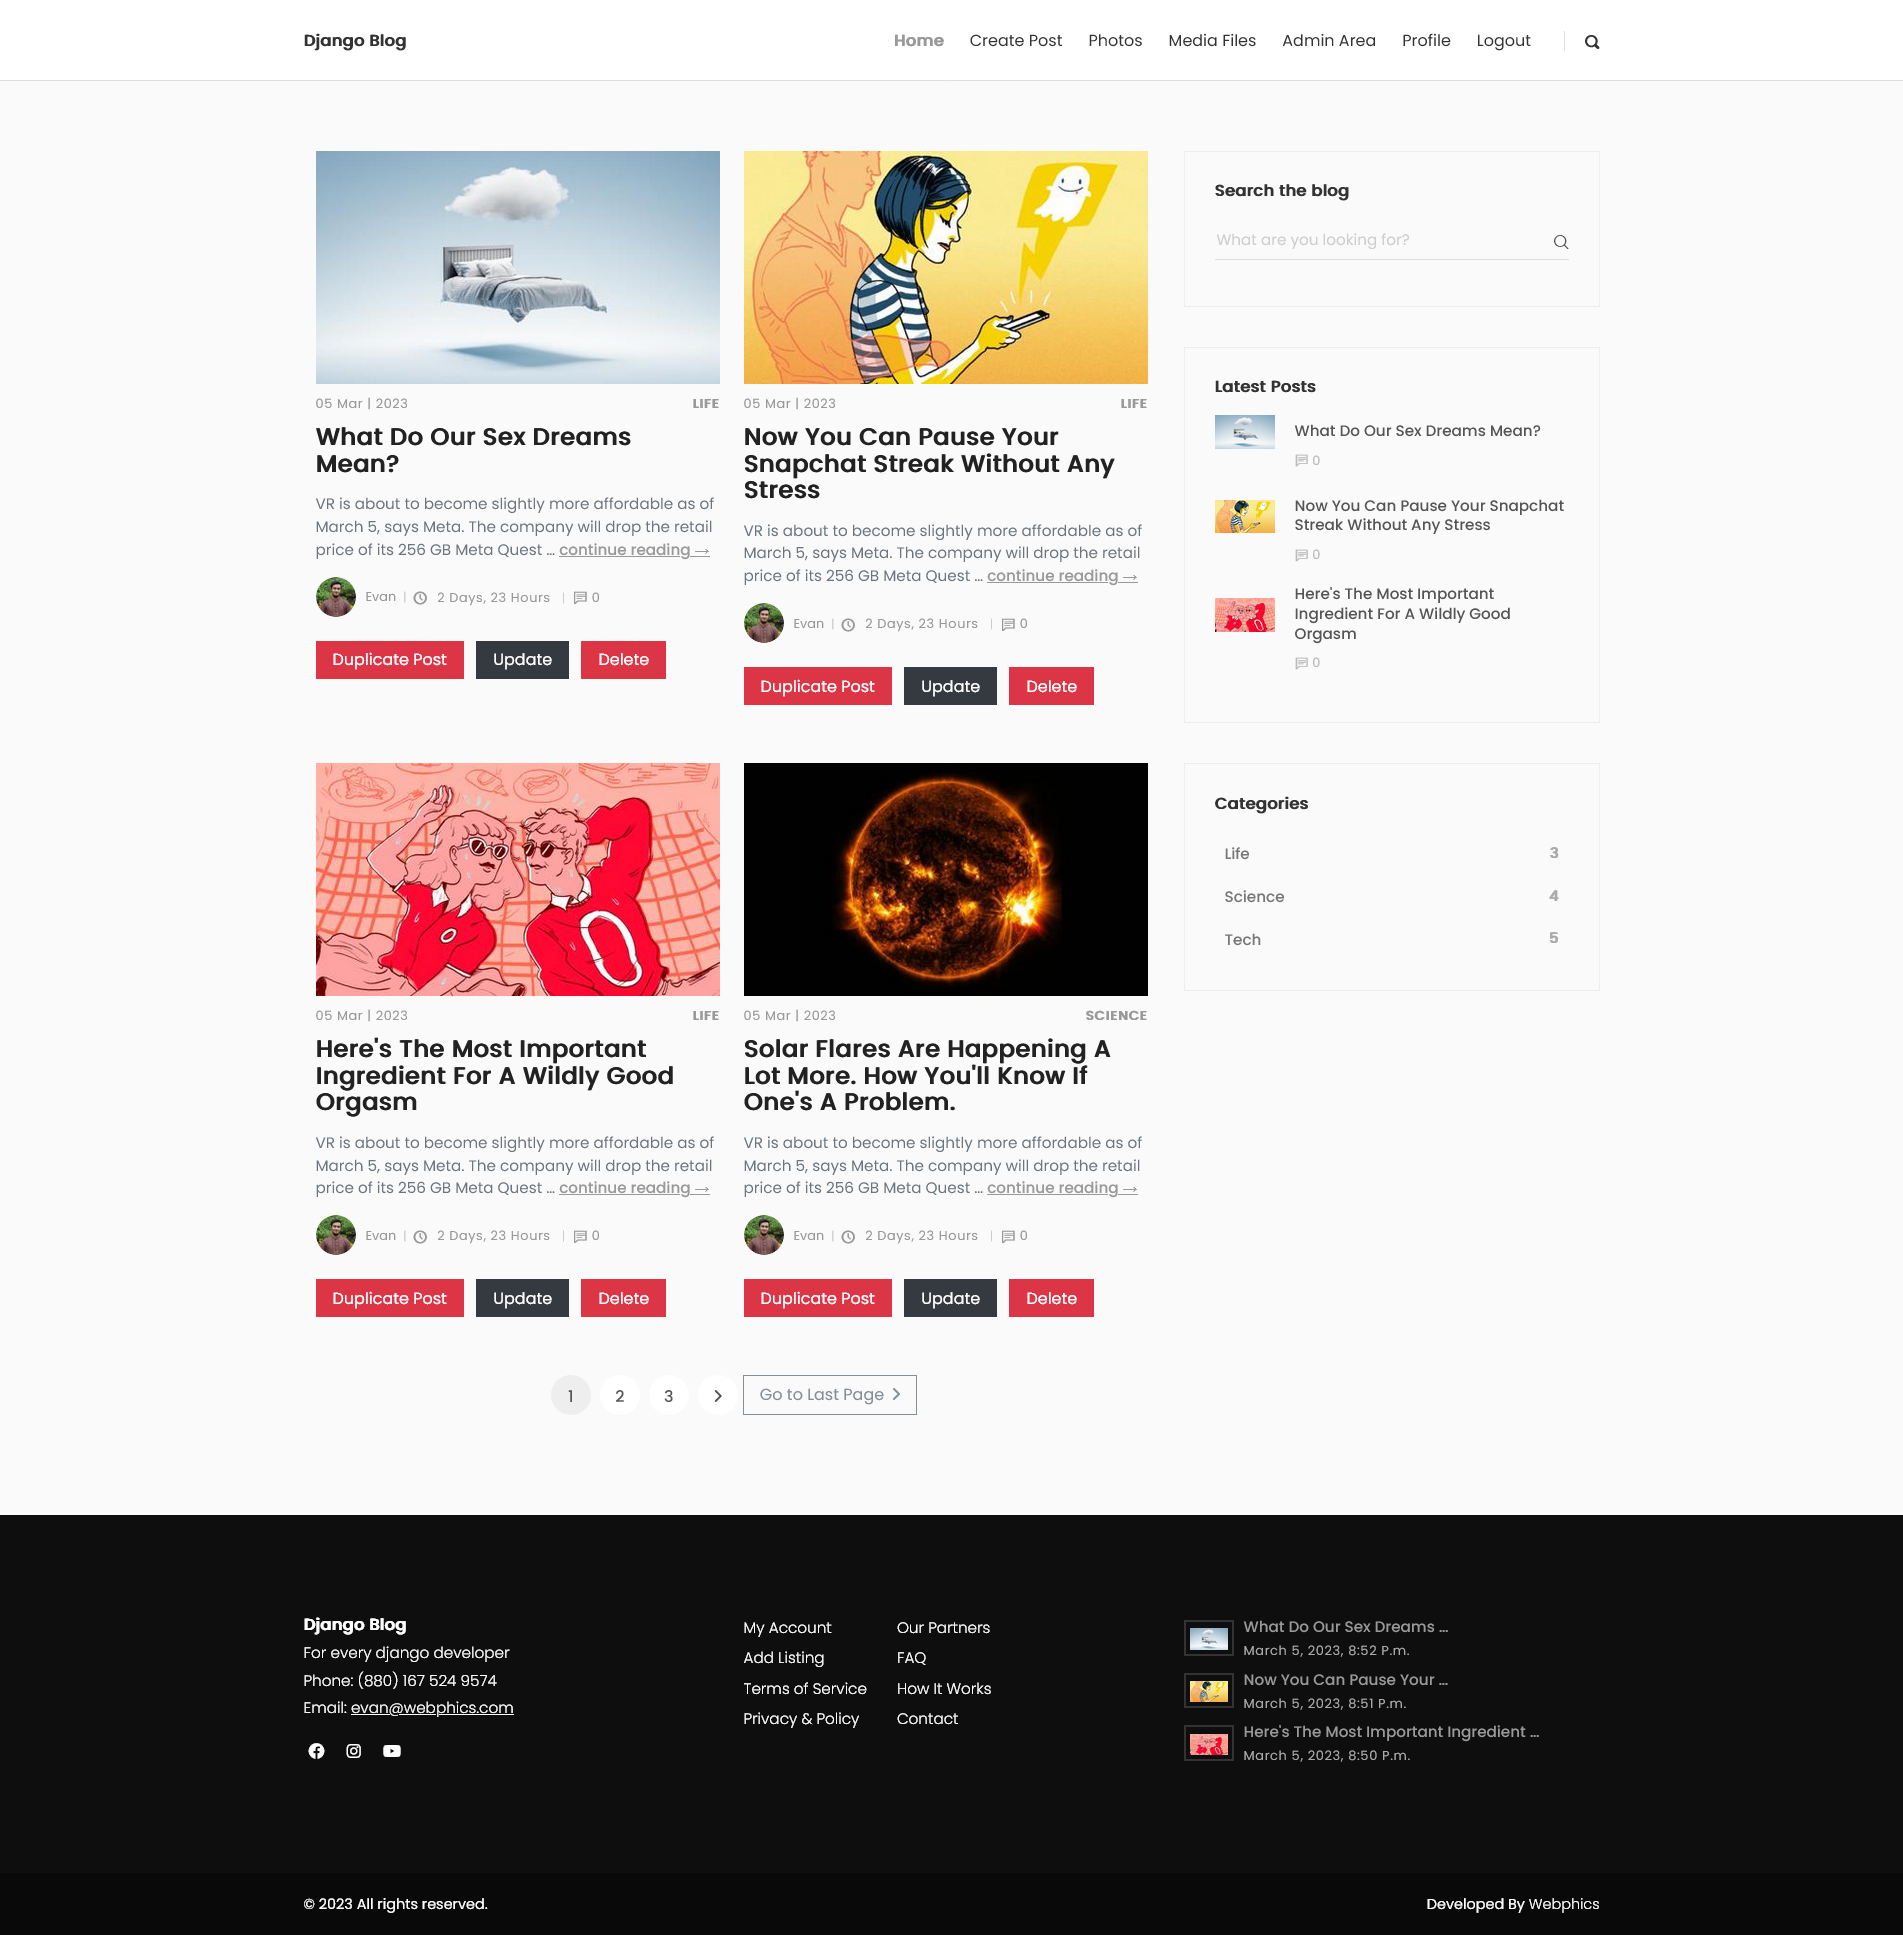 Django Blog
Home Create Post Photos Media Files Admin Area Profile Logout
05 Mar | 2023 LIFE
What Do Our Sex Dreams
Mean?
VR is about to become slightly more affordable as of
March 5, says Meta. The company will drop the retail
price of its 256 GB Meta Quest ... continue reading →
Evan | 2 Days, 23 Hours | 0
Duplicate Post Update Delete
05 Mar | 2023 LIFE
Now You Can Pause Your
Snapchat Streak Without Any
Stress
VR is about to become slightly more affordable as of
March 5, says Meta. The company will drop the retail
price of its 256 GB Meta Quest ... continue reading →
Evan | 2 Days, 23 Hours | 0
Duplicate Post Update Delete
05 Mar | 2023 LIFE
Here's The Most Important
Ingredient For A Wildly Good
Orgasm
VR is about to become slightly more affordable as of
March 5, says Meta. The company will drop the retail
price of its 256 GB Meta Quest ... continue reading →
Evan | 2 Days, 23 Hours | 0
Duplicate Post Update Delete
05 Mar | 2023 SCIENCE
Solar Flares Are Happening A
Lot More. How You'll Know If
One's A Problem.
VR is about to become slightly more affordable as of
March 5, says Meta. The company will drop the retail
price of its 256 GB Meta Quest ... continue reading →
Evan | 2 Days, 23 Hours | 0
Duplicate Post Update Delete
1 2 3 > Go to Last Page >
Search the blog
What are you looking for?
Latest Posts
What Do Our Sex Dreams Mean?
0
Now You Can Pause Your Snapchat
Streak Without Any Stress
0
Here's The Most Important
Ingredient For A Wildly Good
Orgasm
0
Categories
Life 3
Science 4
Tech 5
Django Blog
For every django developer
Phone: (880) 167 524 9574
Email: evan@webphics.com
My Account
Add Listing
Terms of Service
Privacy & Policy
Our Partners
FAQ
How It Works
Contact
What Do Our Sex Dreams ...
March 5, 2023, 8:52 P.m.
Now You Can Pause Your ...
March 5, 2023, 8:51 P.m.
Here's The Most Important Ingredient ...
March 5, 2023, 8:50 P.m.
© 2023 All rights reserved.
Developed By Webphics